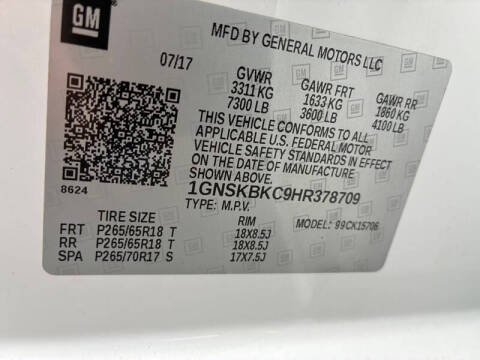 GM
MFD BY GENERAL MOTORS LLC
07/17
GVWR GAWR FRT GAWR RR
3311 KG 1633 KG 1860 KG
7300 LB 3600 LB 4100 LB
THIS VEHICLE CONFORMS TO ALL
APPLICABLE U.S. FEDERAL MOTOR
VEHICLE SAFETY STANDARDS IN EFFECT
ON THE DATE OF MANUFACTURE
SHOWN ABOVE.
8624
1GNSKBKC9HR378709
TYPE: M.P.V.
MODEL: 99CK15706
TIRE SIZE RIM
FRT P265/65R18 T 18X8.5J
RR P265/65R18 T 18X8.5J
SPA P265/70R17 S 17X7.5J